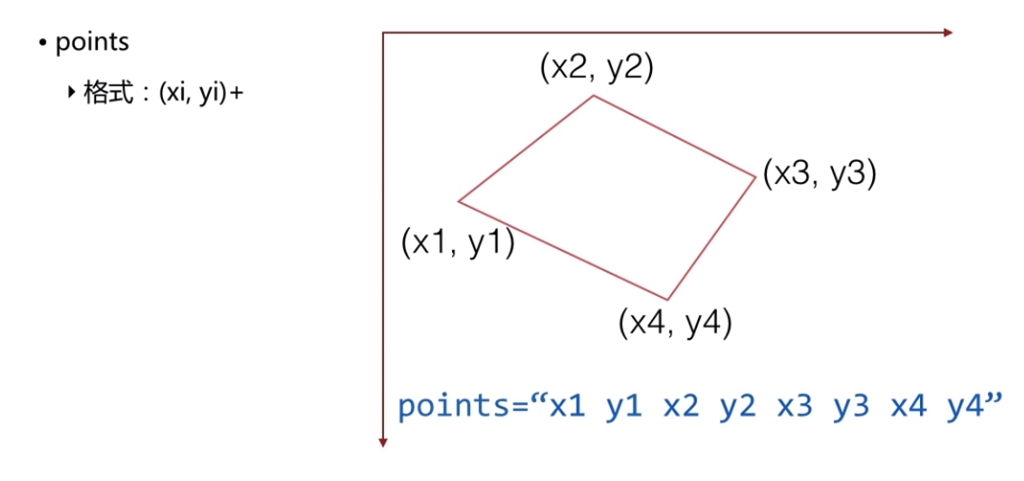 • points
‣ 格式：(xi, yi)+
(x2, y2)
(x3, y3)
(x1, y1)
(x4, y4)
points=“x1 y1 x2 y2 x3 y3 x4 y4”